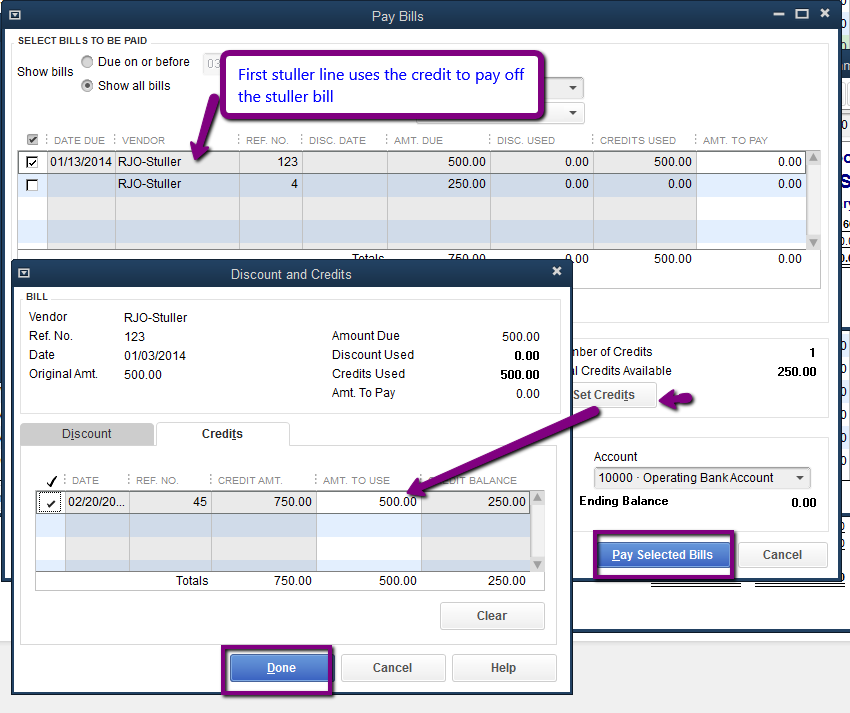 Pay Bills
SELECT BILLS TO BE PAID
Show bills
Due on or before
03
Show all bills
First stuller line uses the credit to pay off
the stuller bill
DATE DUE VENDOR REF. NO. DISC. DATE AMT. DUE DISC. USED CREDITS USED AMT. TO PAY
01/13/2014 RJO-Stuller 123 500.00 0.00 500.00 0.00
RJO-Stuller 4 250.00 0.00 0.00 0.00
Totals 750.00 0.00 500.00 0.00
Discount and Credits
BILL
Vendor RJO-Stuller
Ref. No. 123 Amount Due 500.00
Date 01/03/2014 Discount Used 0.00
Original Amt. 500.00 Credits Used 500.00
Amt. To Pay 0.00
mber of Credits 1
l Credits Available 250.00
Set Credits
Discount Credits
DATE REF. NO. CREDIT AMT. AMT. TO USE CREDIT BALANCE
02/20/20... 45 750.00 500.00 250.00
Totals 750.00 500.00 250.00
Clear
Done Cancel Help
Account
10000 · Operating Bank Account
Ending Balance 0.00
Pay Selected Bills Cancel